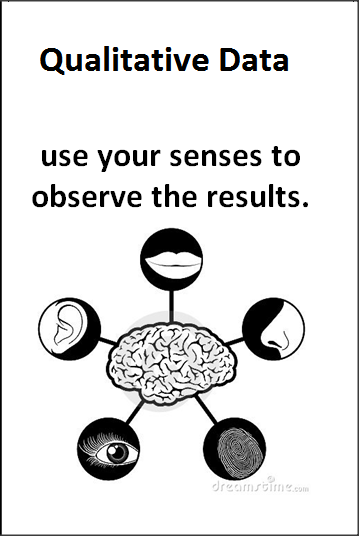 Qualitative Data
use your senses to
observe the results.
dreamstime.com